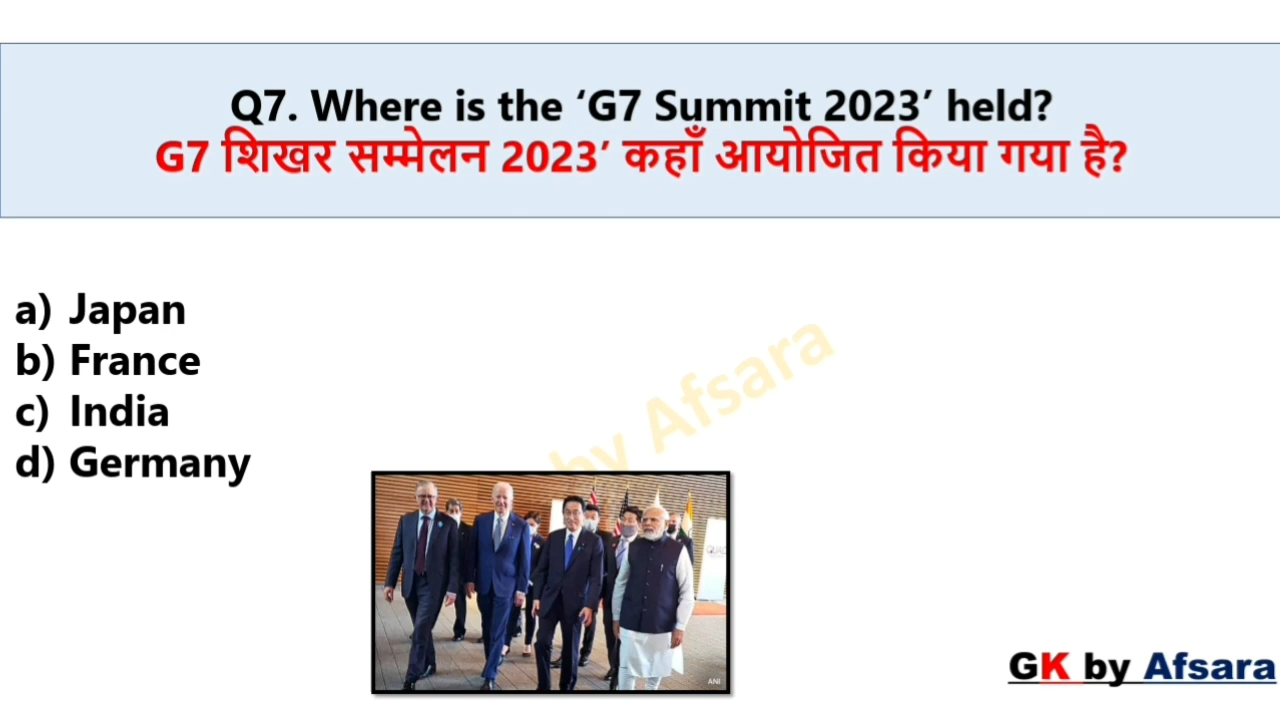 Q7. Where is the ‘G7 Summit 2023’ held?
G7 शिखर सम्मेलन 2023’ कहाँ आयोजित किया गया है?
a) Japan
b) France
c) India
d) Germany
by Afsara
ANI
GK by Afsara